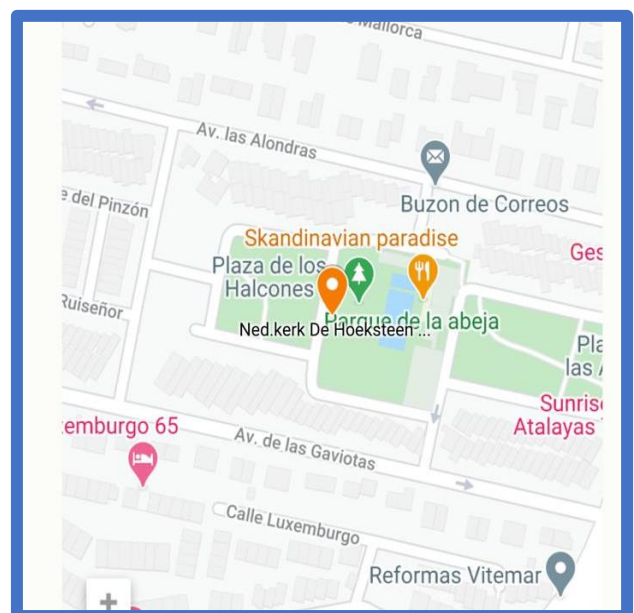 Mallorca
Av. las Alondras
Buzon de Correos
e del Pinzón
Skandinavian paradise
Ges
Plaza de los
Halcones
Ruiseñor
Parque de la abeja
Ned.kerk De Hoeksteen ...
Pla
las
Sunris
Atalayas
emburgo 65
Av. de las Gaviotas
Calle Luxemburgo
Reformas Vitemar
+